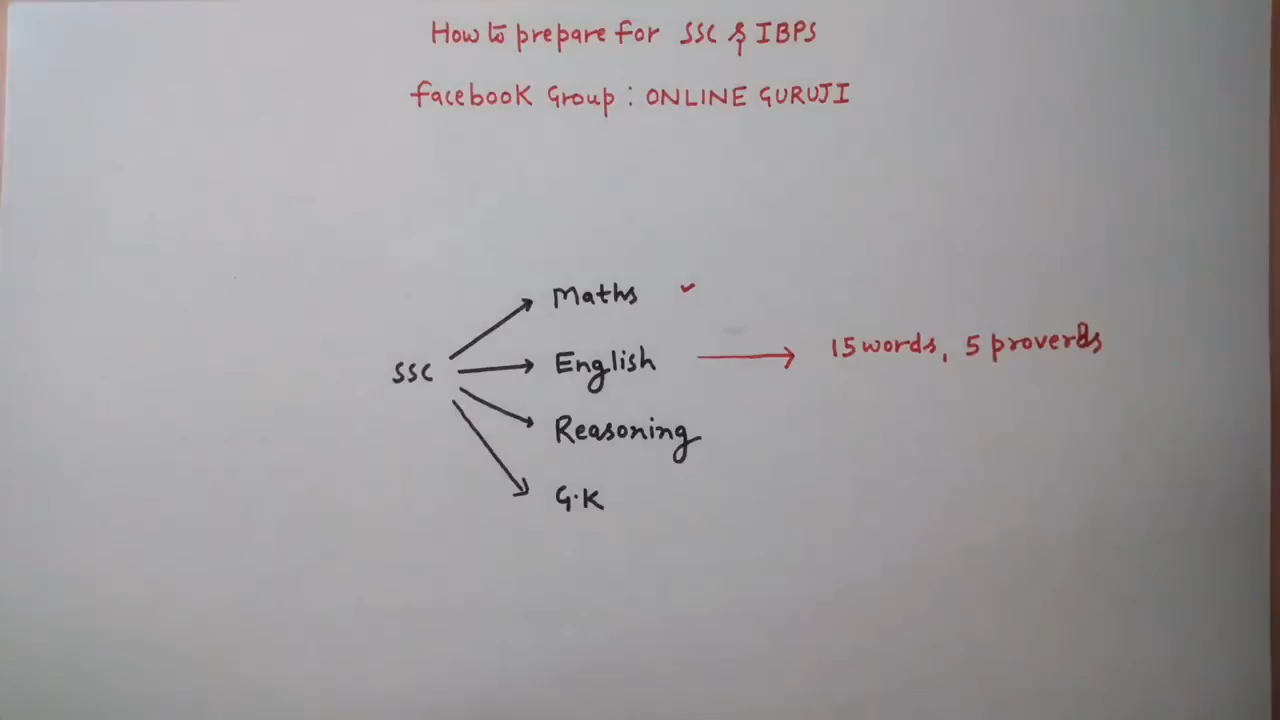 How to prepare for SSC & IBPS
facebook Group : ONLINE GURUJI
Maths
English
15 words, 5 proverbs
SSC
Reasoning
G.K